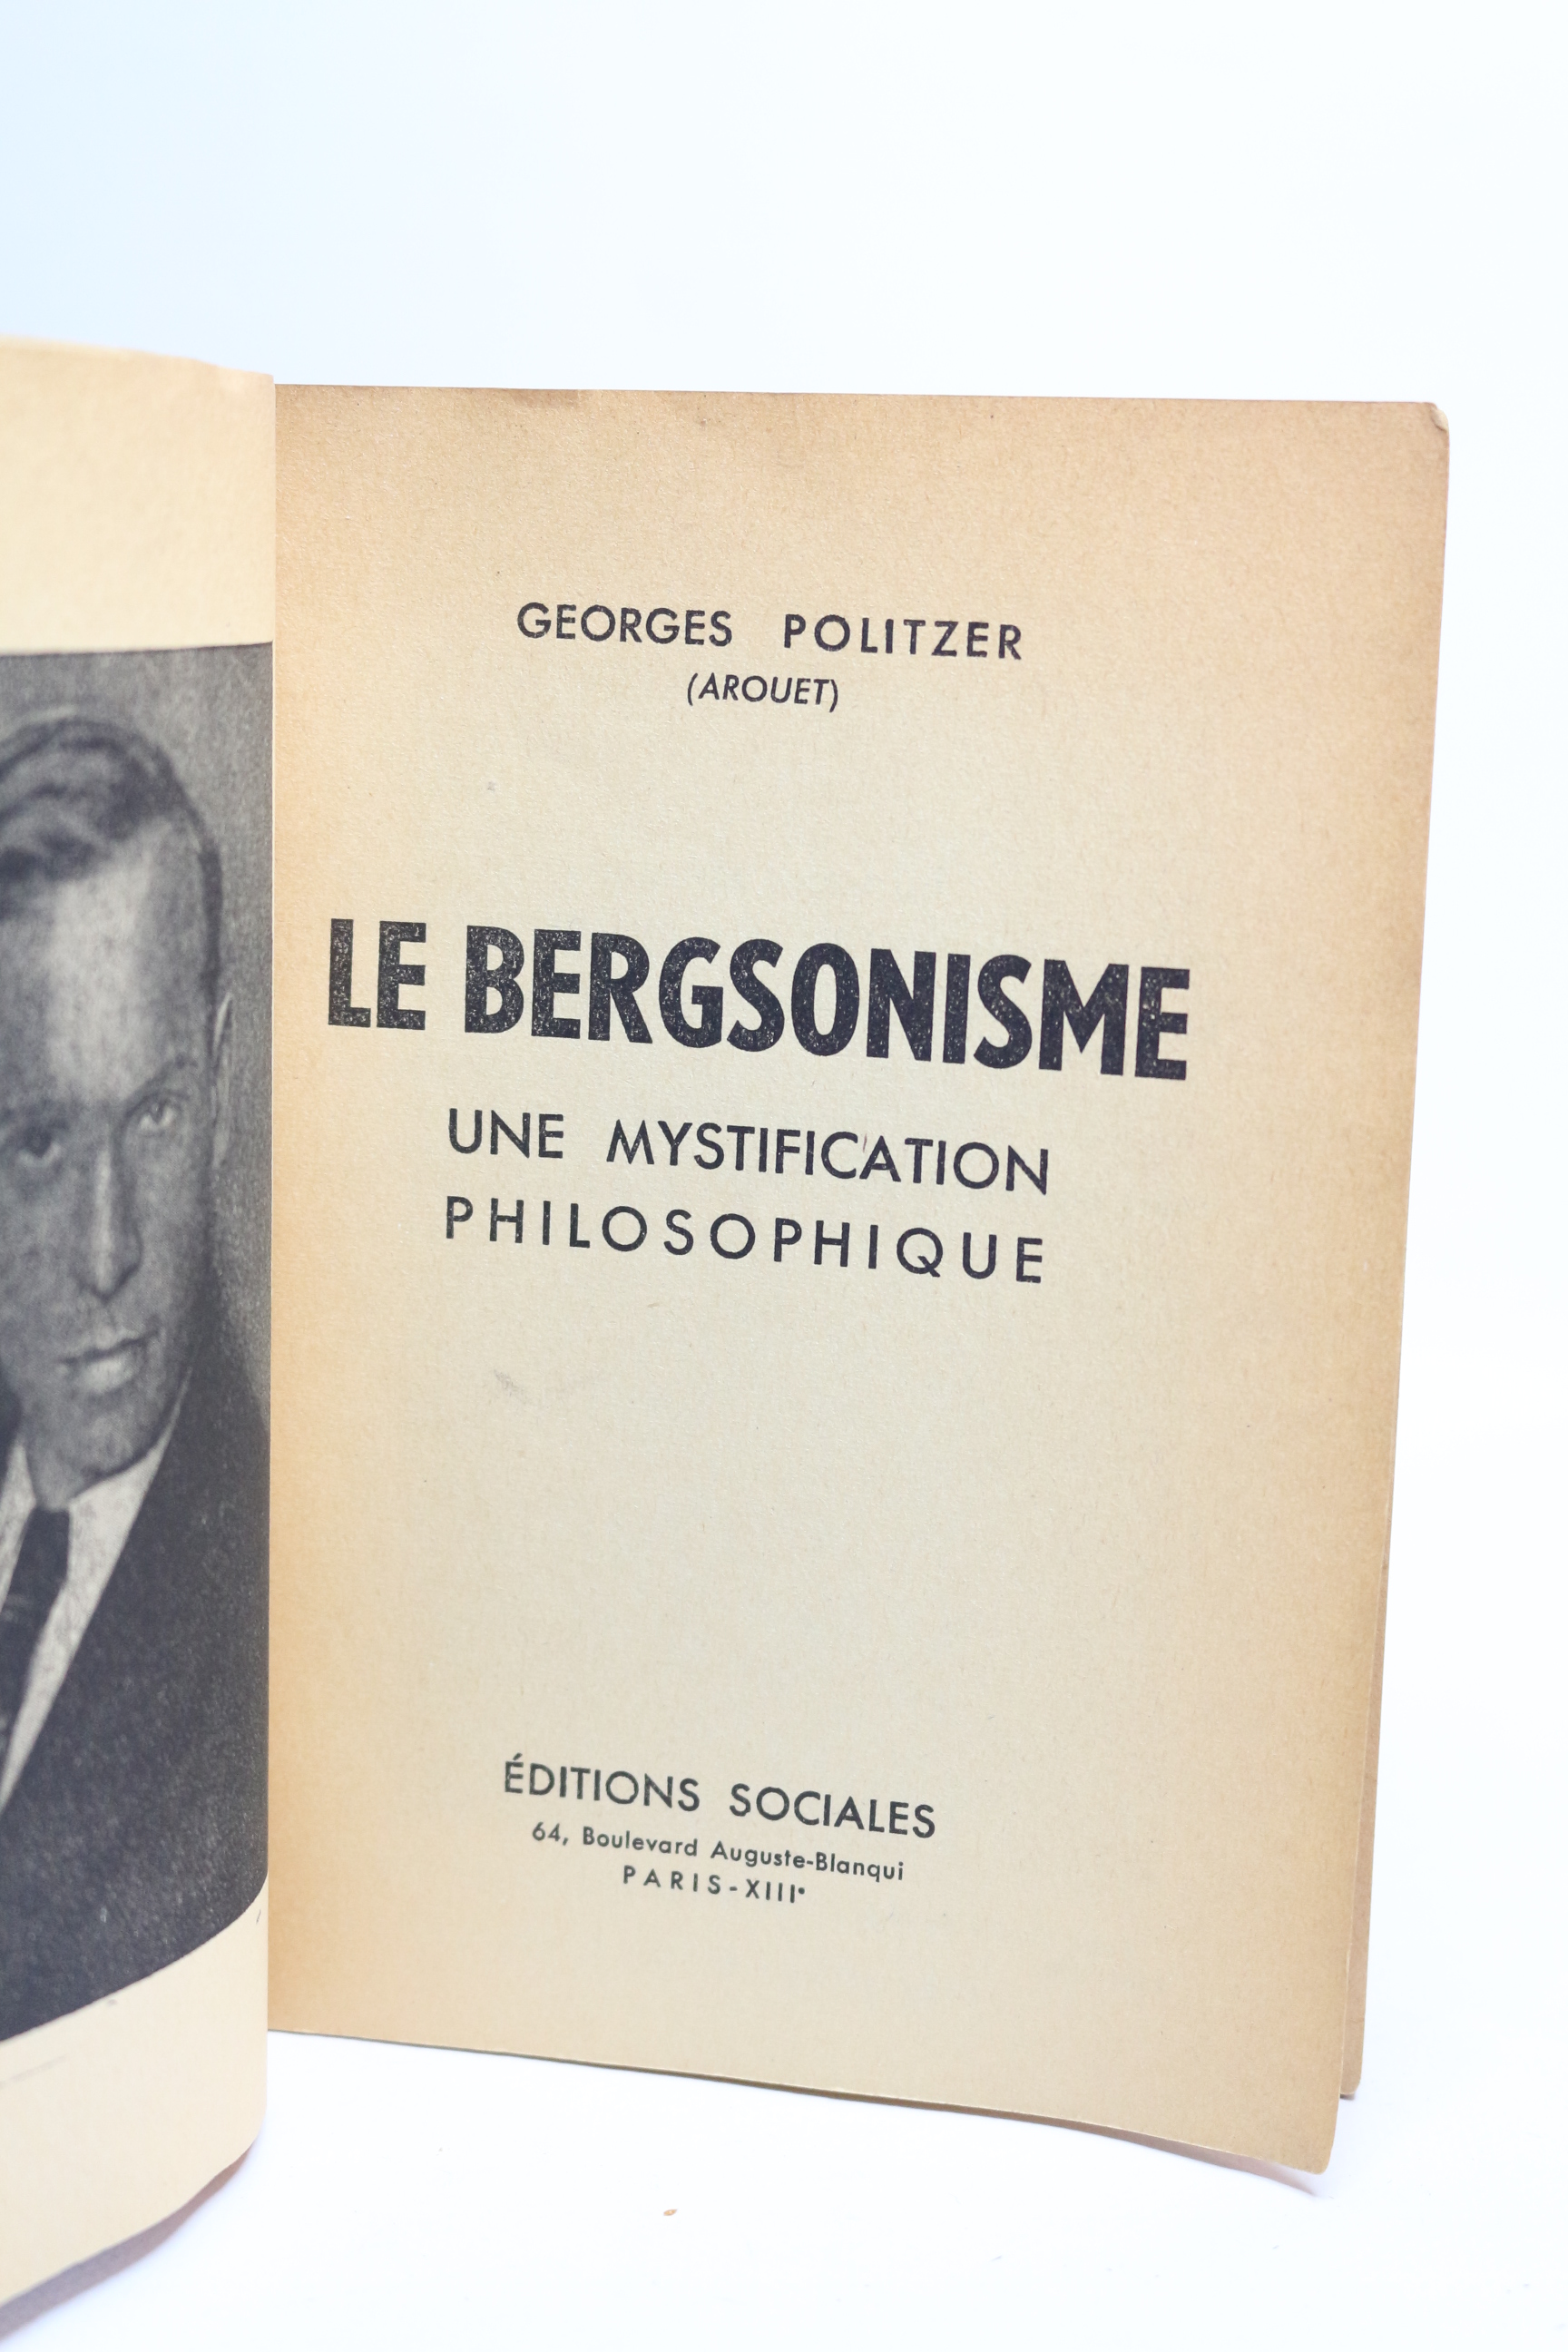 GEORGES POLITZER
(AROUET)
LE BERGSONISME
UNE MYSTIFICATION
PHILOSOPHIQUE
ÉDITIONS SOCIALES
64, Boulevard Auguste-Blanqui
PARIS-XIIIᵉ